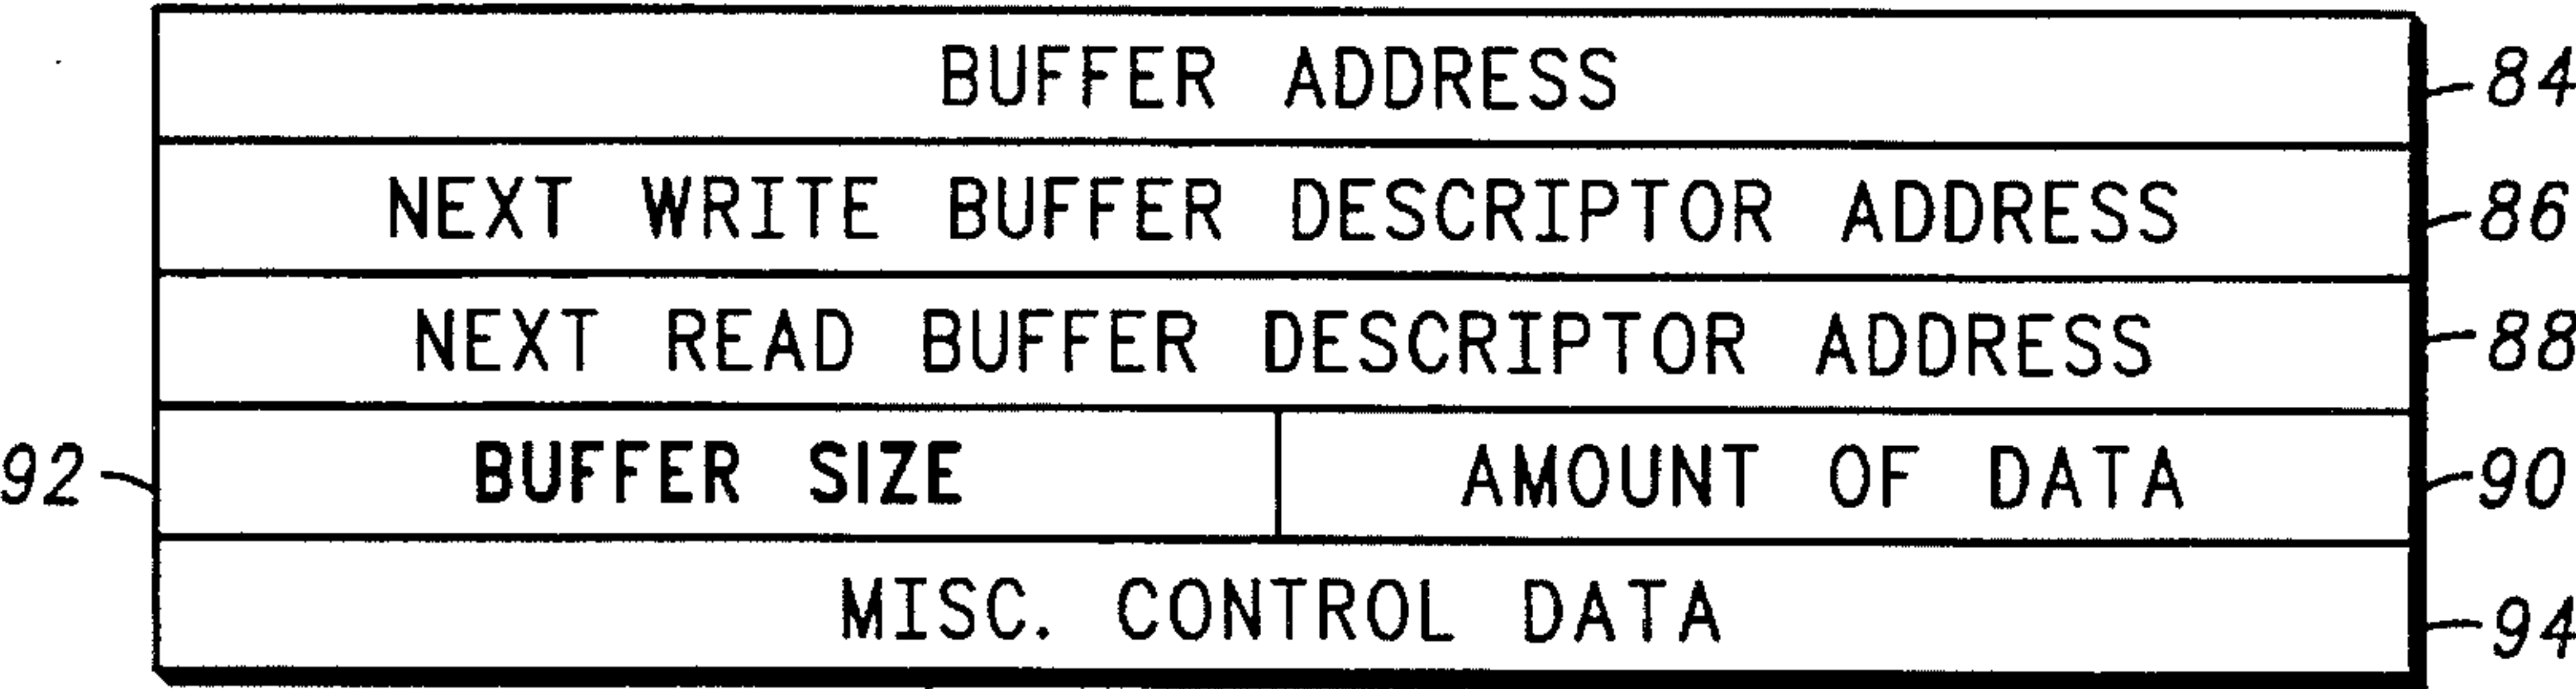 BUFFER ADDRESS 84
NEXT WRITE BUFFER DESCRIPTOR ADDRESS 86
NEXT READ BUFFER DESCRIPTOR ADDRESS 88
92 BUFFER SIZE AMOUNT OF DATA 90
MISC. CONTROL DATA 94